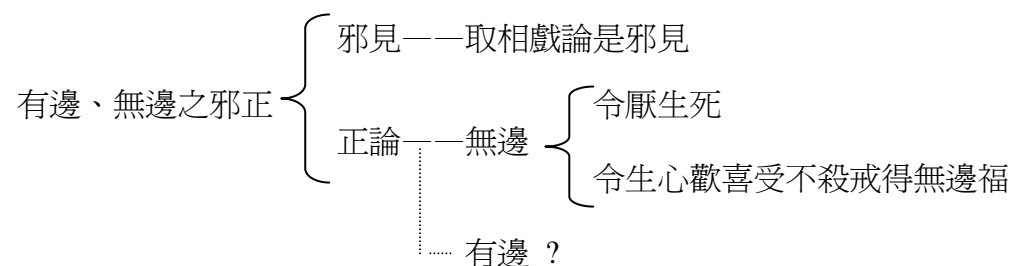 邪見——取相戲論是邪見
有邊、無邊之邪正
令厭生死
正論——無邊
令生心歡喜受不殺戒得無邊福
有邊 ?